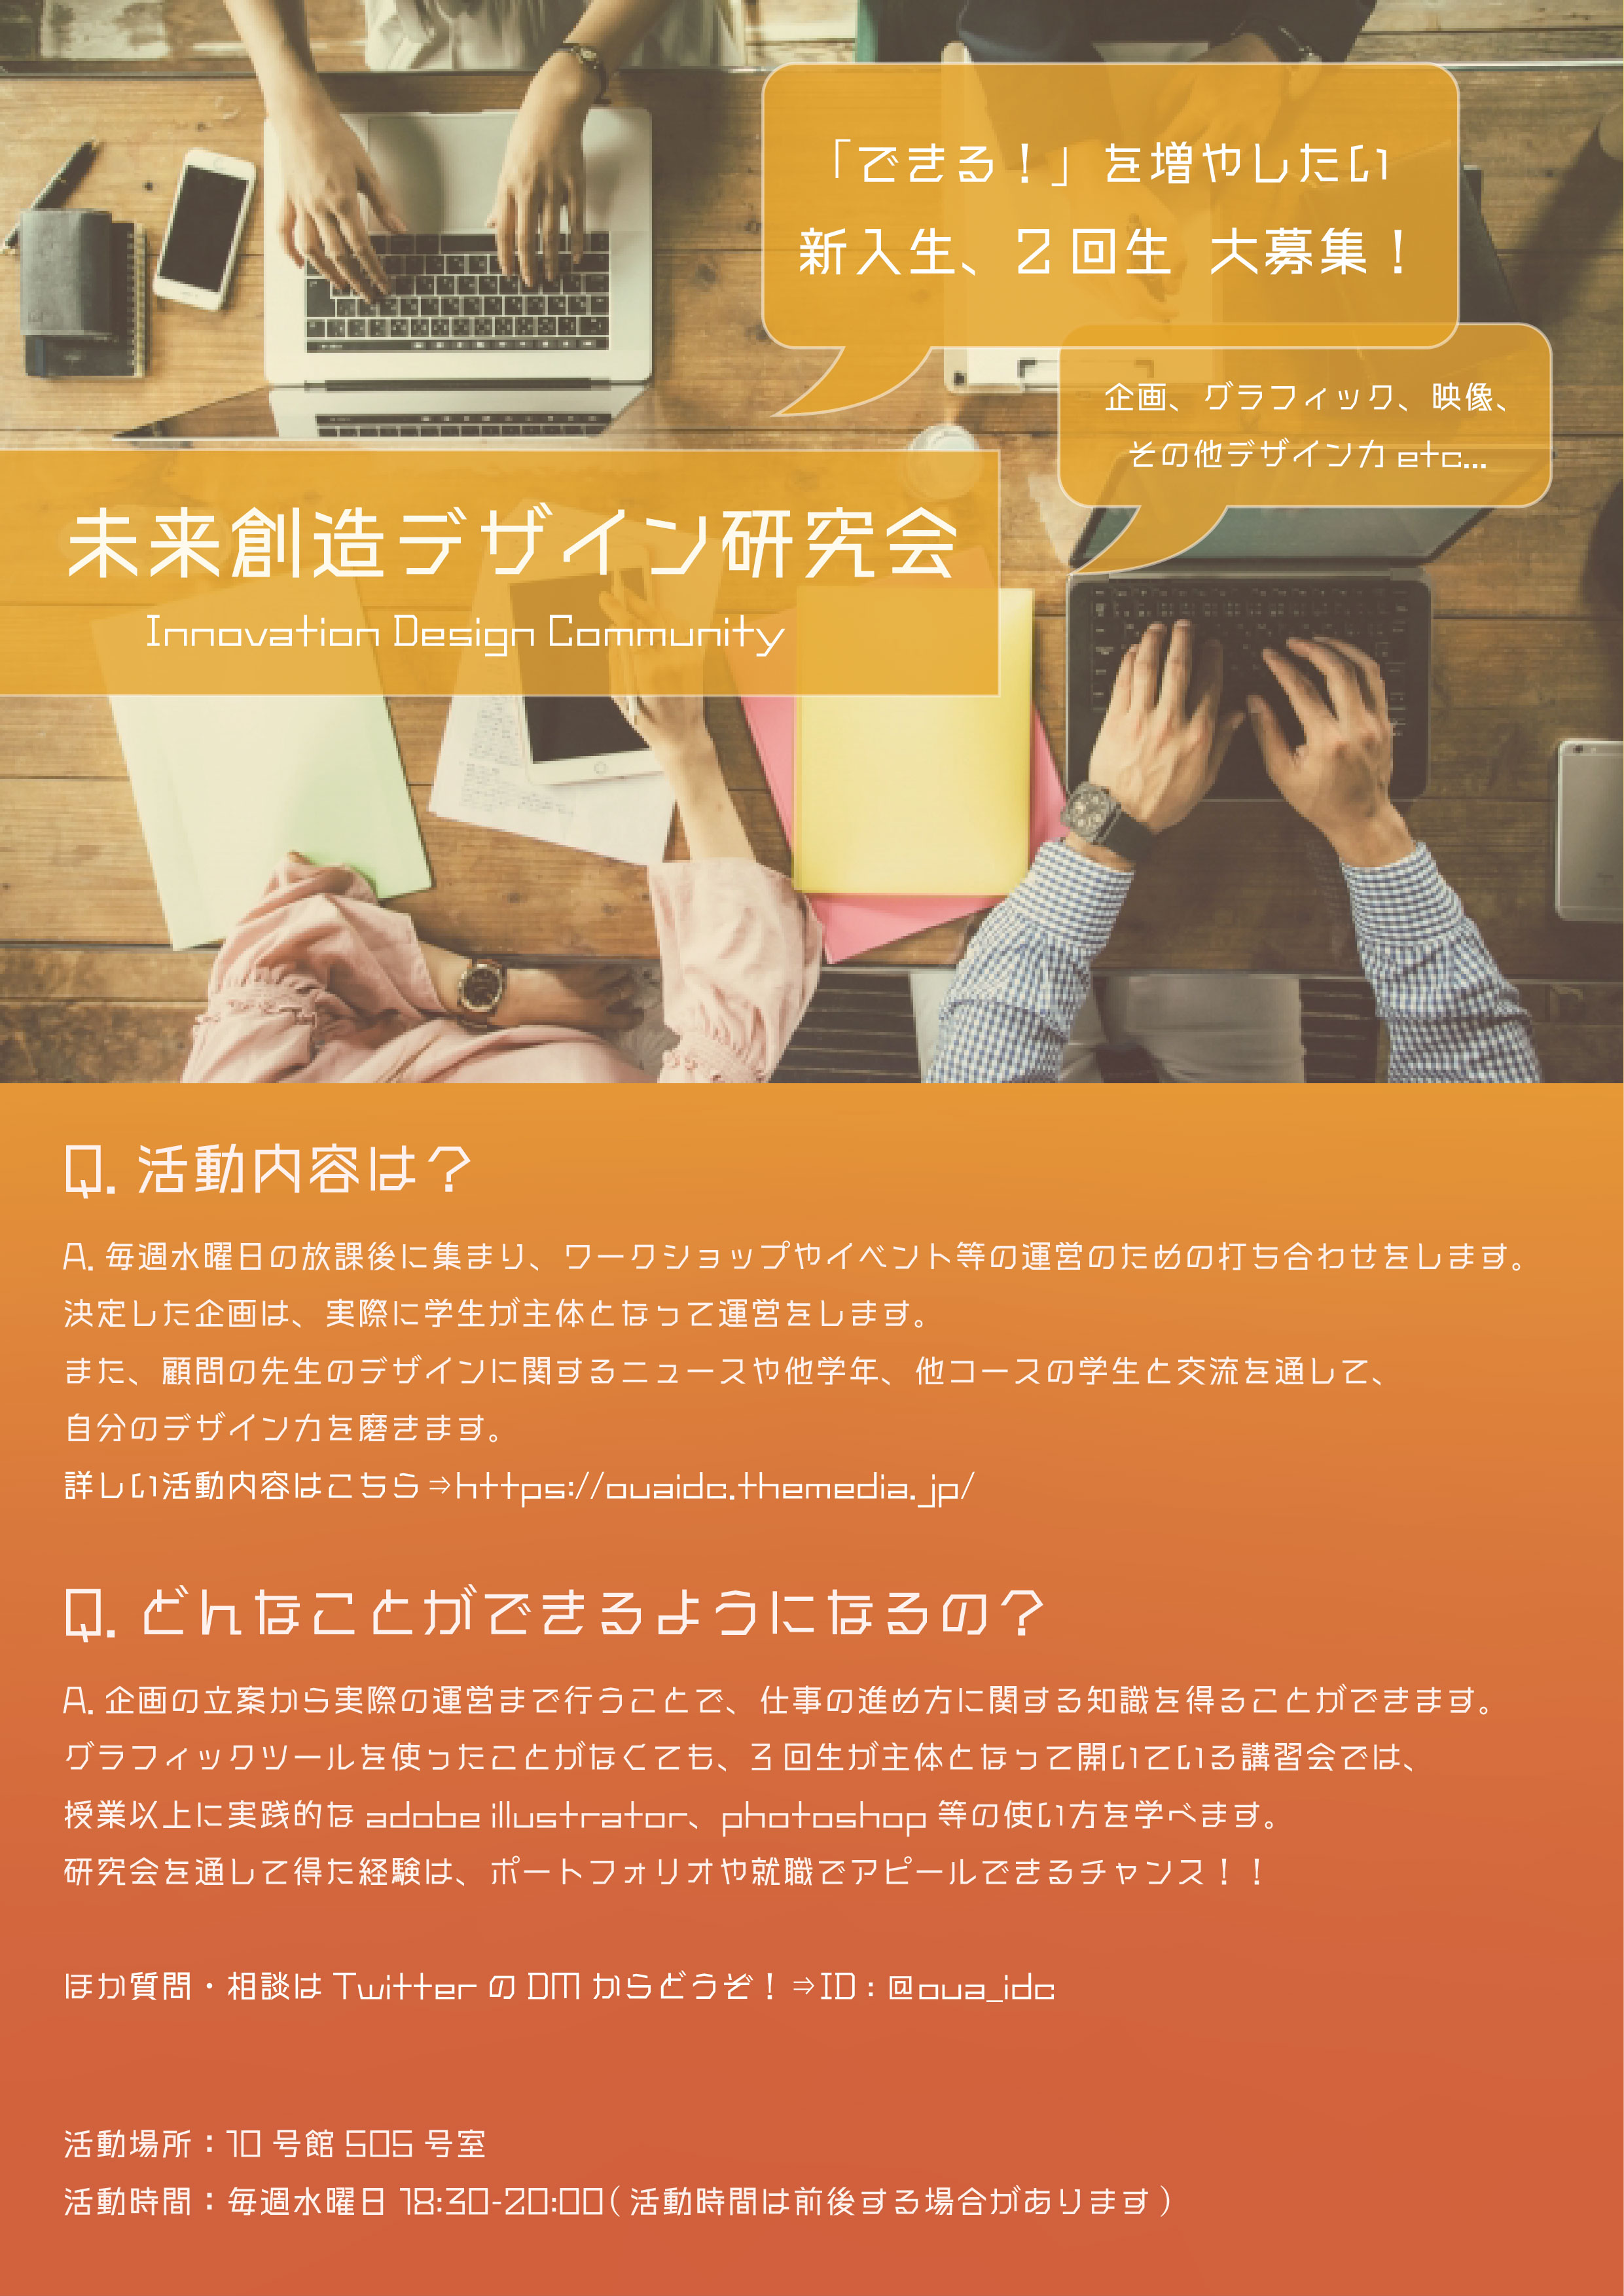 「できる！」を増やしたい
新入生、2回生 大募集！
企画、グラフィック、映像、
その他デザイン力 etc...
未来創造デザイン研究会
Innovation Design Community
Q. 活動内容は？
A. 毎週水曜日の放課後に集まり、ワークショップやイベント等の運営のための打ち合わせをします。
決定した企画は、実際に学生が主体となって運営をします。
また、顧問の先生のデザインに関するニュースや他学年、他コースの学生と交流を通して、
自分のデザイン力を磨きます。
詳しい活動内容はこちら⇒https://ouaidc.themedia.jp/
Q. どんなことができるようになるの？
A. 企画の立案から実際の運営まで行うことで、仕事の進め方に関する知識を得ることができます。
グラフィックツールを使ったことがなくても、3回生が主体となって開いている講習会では、
授業以上に実践的な adobe illustrator、photoshop 等の使い方を学べます。
研究会を通して得た経験は、ポートフォリオや就職でアピールできるチャンス！！
ほか質問・相談は Twitter の DM からどうぞ！⇒ID：@oua_idc
活動場所：10 号館 505 号室
活動時間：毎週水曜日 18:30-20:00( 活動時間は前後する場合があります )